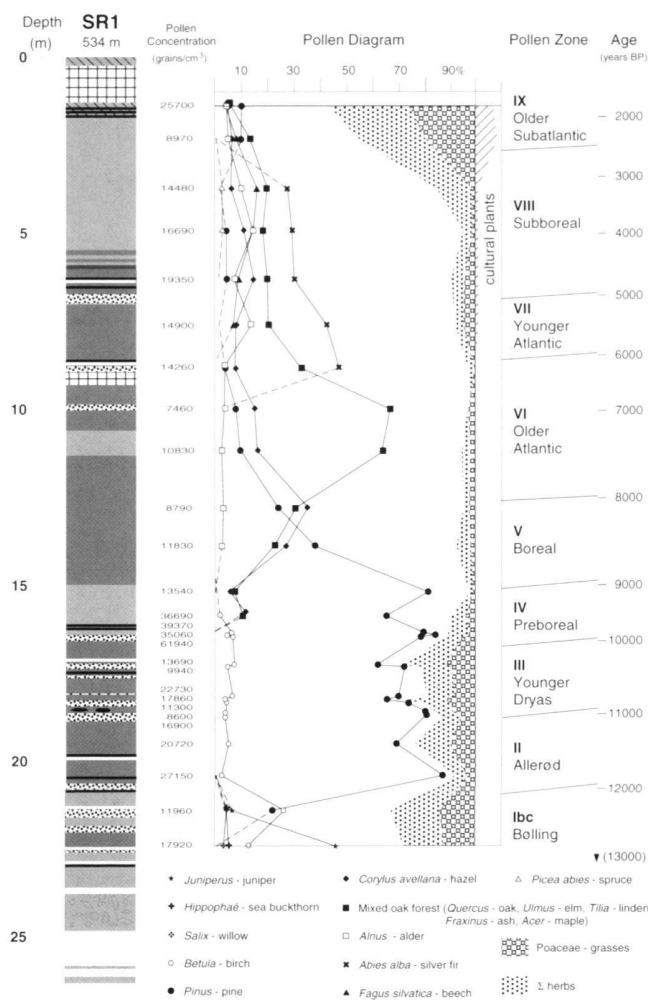 Depth
(m)
SR1
534 m
Pollen
Concentration
(grains/cm³)
Pollen Diagram
Pollen Zone
Age
(years BP)
10 30 50 70 90%
0
5
10
15
20
25
25700
8970
14480
16690
19350
14900
14260
7460
10830
8790
11830
13540
36690
39370
35060
61940
13690
9940
22730
17860
11300
8600
16900
20720
27150
11960
17920
cultural plants
IX
Older
Subatlantic
VIII
Subboreal
VII
Younger
Atlantic
VI
Older
Atlantic
V
Boreal
IV
Preboreal
III
Younger
Dryas
II
Allerød
Ibc
Bølling
2000
3000
4000
5000
6000
7000
8000
9000
10000
11000
12000
(13000)
Juniperus - juniper
Hippophaë - sea buckthorn
Salix - willow
Betula - birch
Pinus - pine
Corylus avellana - hazel
Mixed oak forest (Quercus - oak, Ulmus - elm, Tilia - linden
Fraxinus - ash, Acer - maple)
Alnus - alder
Abies alba - silver fir
Fagus silvatica - beech
Picea abies - spruce
Poaceae - grasses
Σ herbs